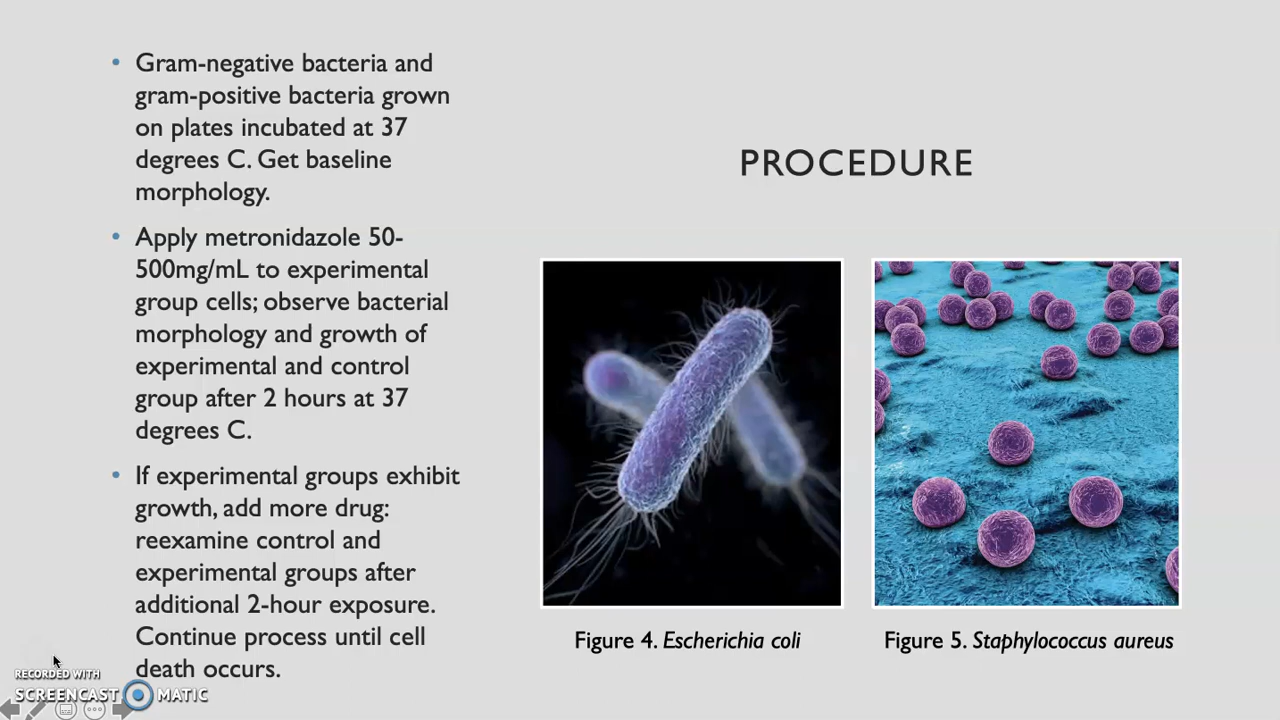 • Gram-negative bacteria and
gram-positive bacteria grown
on plates incubated at 37
degrees C. Get baseline
morphology.
• Apply metronidazole 50-
500mg/mL to experimental
group cells; observe bacterial
morphology and growth of
experimental and control
group after 2 hours at 37
degrees C.
• If experimental groups exhibit
growth, add more drug:
reexamine control and
experimental groups after
additional 2-hour exposure.
Continue process until cell
death occurs.
PROCEDURE
Figure 4. Escherichia coli
Figure 5. Staphylococcus aureus
RECORDED WITH
SCREENCAST MATIC